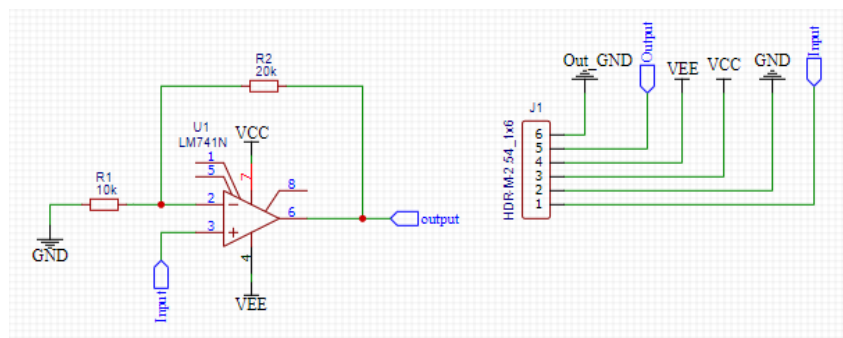 R2
20k
U1
LM741N
VCC
1
5
7
8
R1
10k
2
3
6
4
output
GND
Input
VEE
Out_GND
Output
VEE
VCC
GND
Input
J1
HDR-M-2.54_1x6
6
5
4
3
2
1